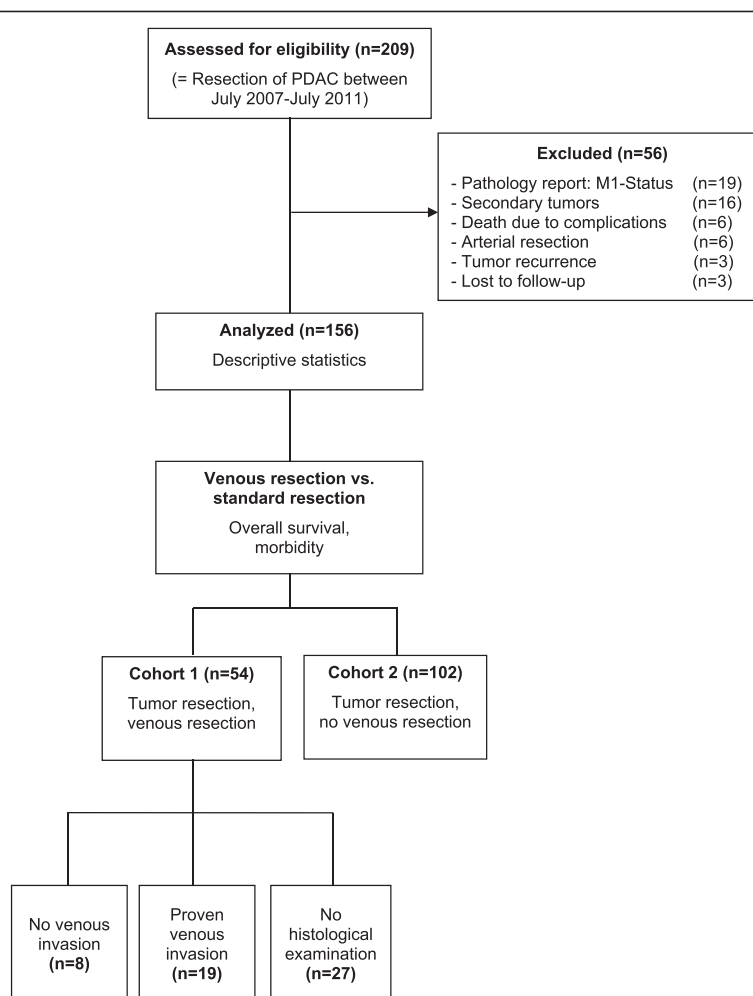 Assessed for eligibility (n=209)
(= Resection of PDAC between
July 2007-July 2011)
Excluded (n=56)
- Pathology report: M1-Status (n=19)
- Secondary tumors (n=16)
- Death due to complications (n=6)
- Arterial resection (n=6)
- Tumor recurrence (n=3)
- Lost to follow-up (n=3)
Analyzed (n=156)
Descriptive statistics
Venous resection vs.
standard resection
Overall survival,
morbidity
Cohort 1 (n=54)
Tumor resection,
venous resection
Cohort 2 (n=102)
Tumor resection,
no venous resection
No venous
invasion
(n=8)
Proven
venous
invasion
(n=19)
No
histological
examination
(n=27)